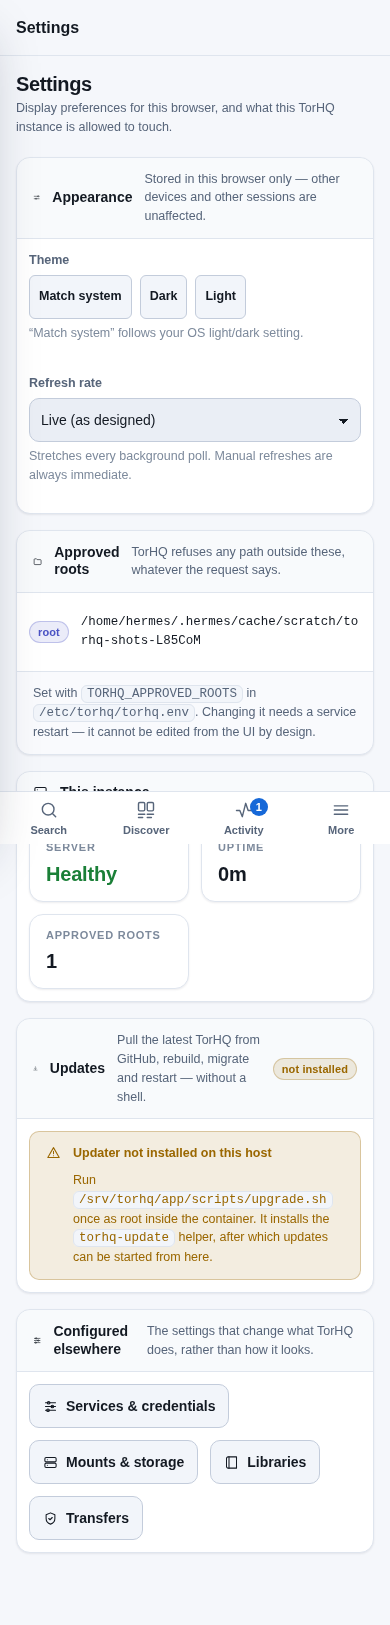 Settings
Settings
Display preferences for this browser, and what this TorHQ
instance is allowed to touch.
Appearance
Stored in this browser only — other
devices and other sessions are
unaffected.
Theme
Match system
Dark
Light
“Match system” follows your OS light/dark setting.
Refresh rate
Live (as designed)
Stretches every background poll. Manual refreshes are
always immediate.
Approved
roots
TorHQ refuses any path outside these,
whatever the request says.
root
/home/hermes/.hermes/cache/scratch/to
rhq-shots-L85CoM
Set with TORHQ_APPROVED_ROOTS in
/etc/torhq/torhq.env. Changing it needs a service
restart — it cannot be edited from the UI by design.
This instance
Search
Discover
1
Activity
More
SERVER
Healthy
UPTIME
0m
APPROVED ROOTS
1
Updates
Pull the latest TorHQ from
GitHub, rebuild, migrate
and restart — without a
shell.
not installed
Updater not installed on this host
Run
/srv/torhq/app/scripts/upgrade.sh
once as root inside the container. It installs the
torhq-update helper, after which updates
can be started from here.
Configured
elsewhere
The settings that change what TorHQ
does, rather than how it looks.
Services & credentials
Mounts & storage
Libraries
Transfers